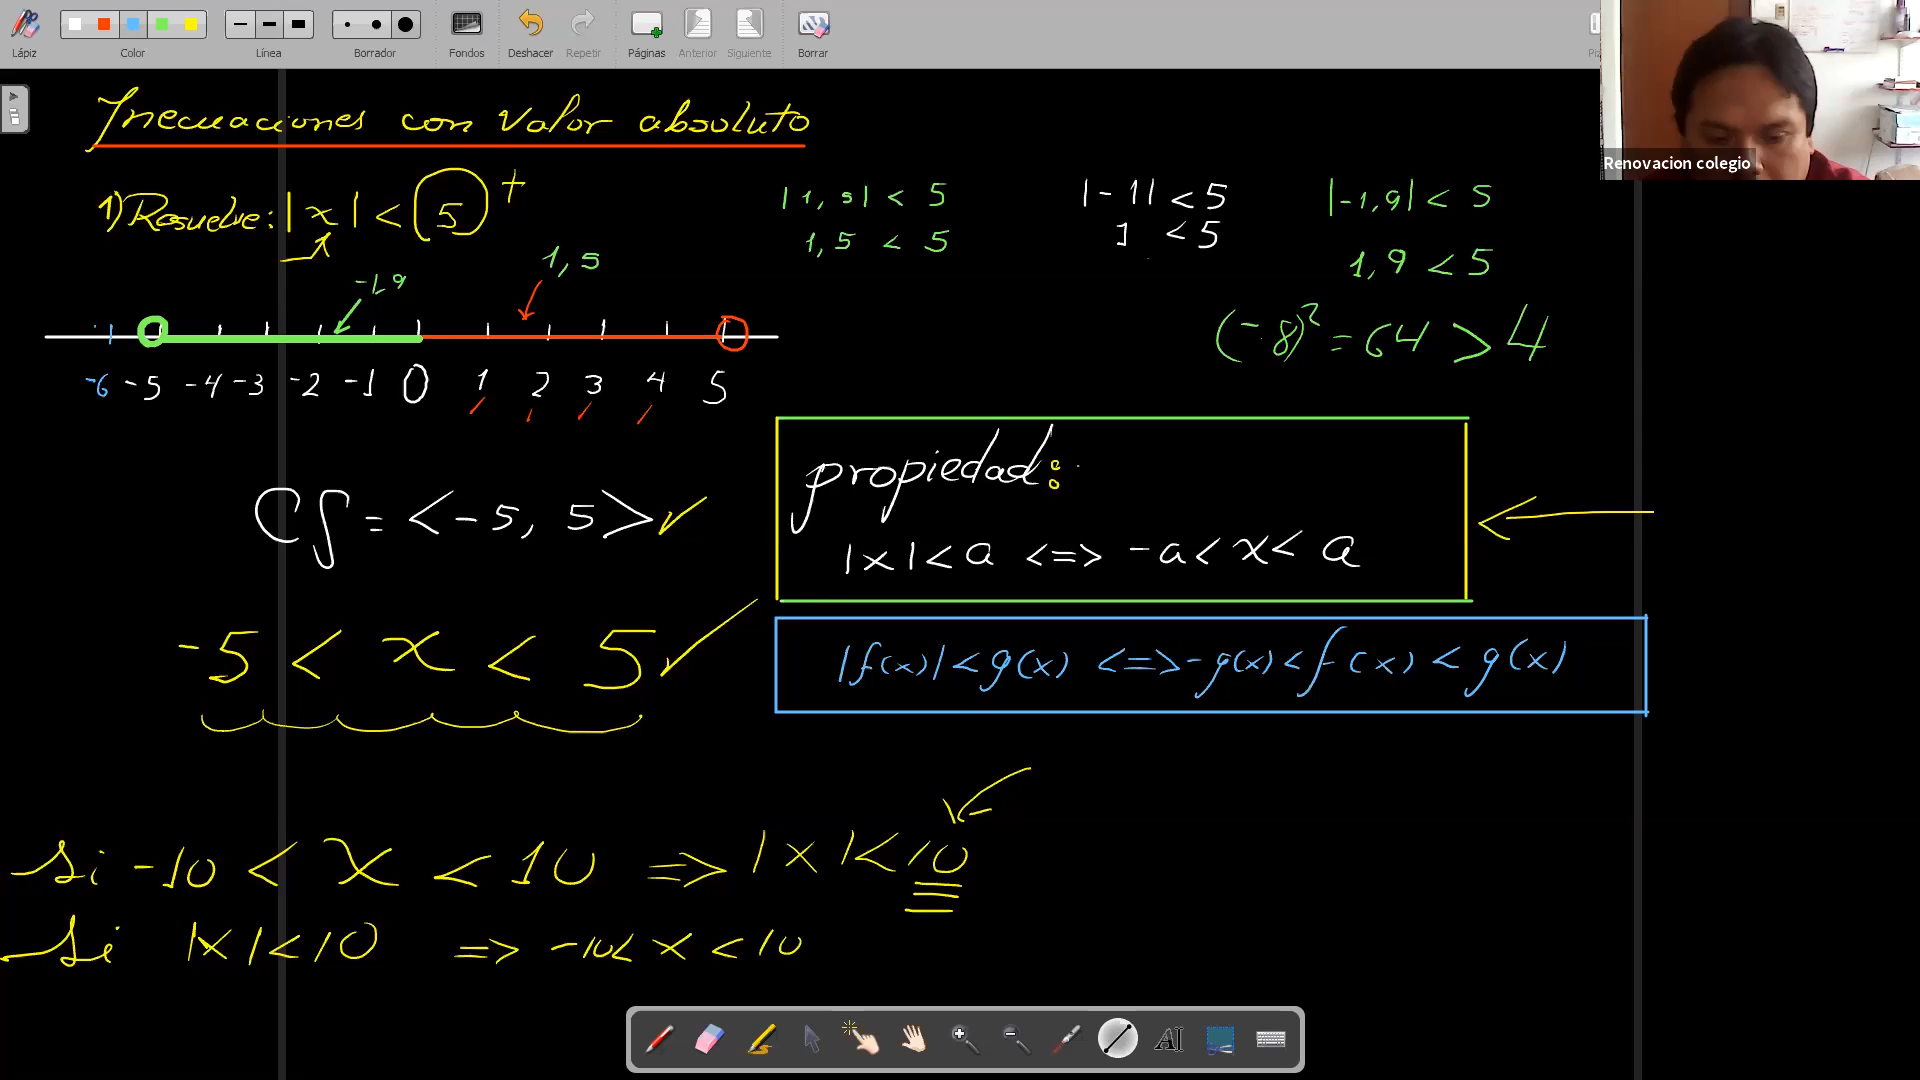 Lápiz Color Línea Borrador Fondos Deshacer Repetir Páginas Anterior Siguiente Borrar
Renovacion colegio
Inecuaciones con valor absoluto
1) Resuelve: |x| < 5 +
1
|1,5| < 5
1,5 < 5
|-1| < 5
1 < 5
|-1,9| < 5
1,9 < 5
(-8)² = 64 > 4
-1,9 1,5
-6 -5 -4 -3 -2 -1 0 1 2 3 4 5
CS = <-5, 5> ✓
-5 < x < 5 ✓
propiedad:
|x| < a <=> -a < x < a
|f(x)| < g(x) <=> -g(x) < f(x) < g(x)
Si -10 < x < 10 => |x| < 10
Si |x| < 10 => -10 < x < 10